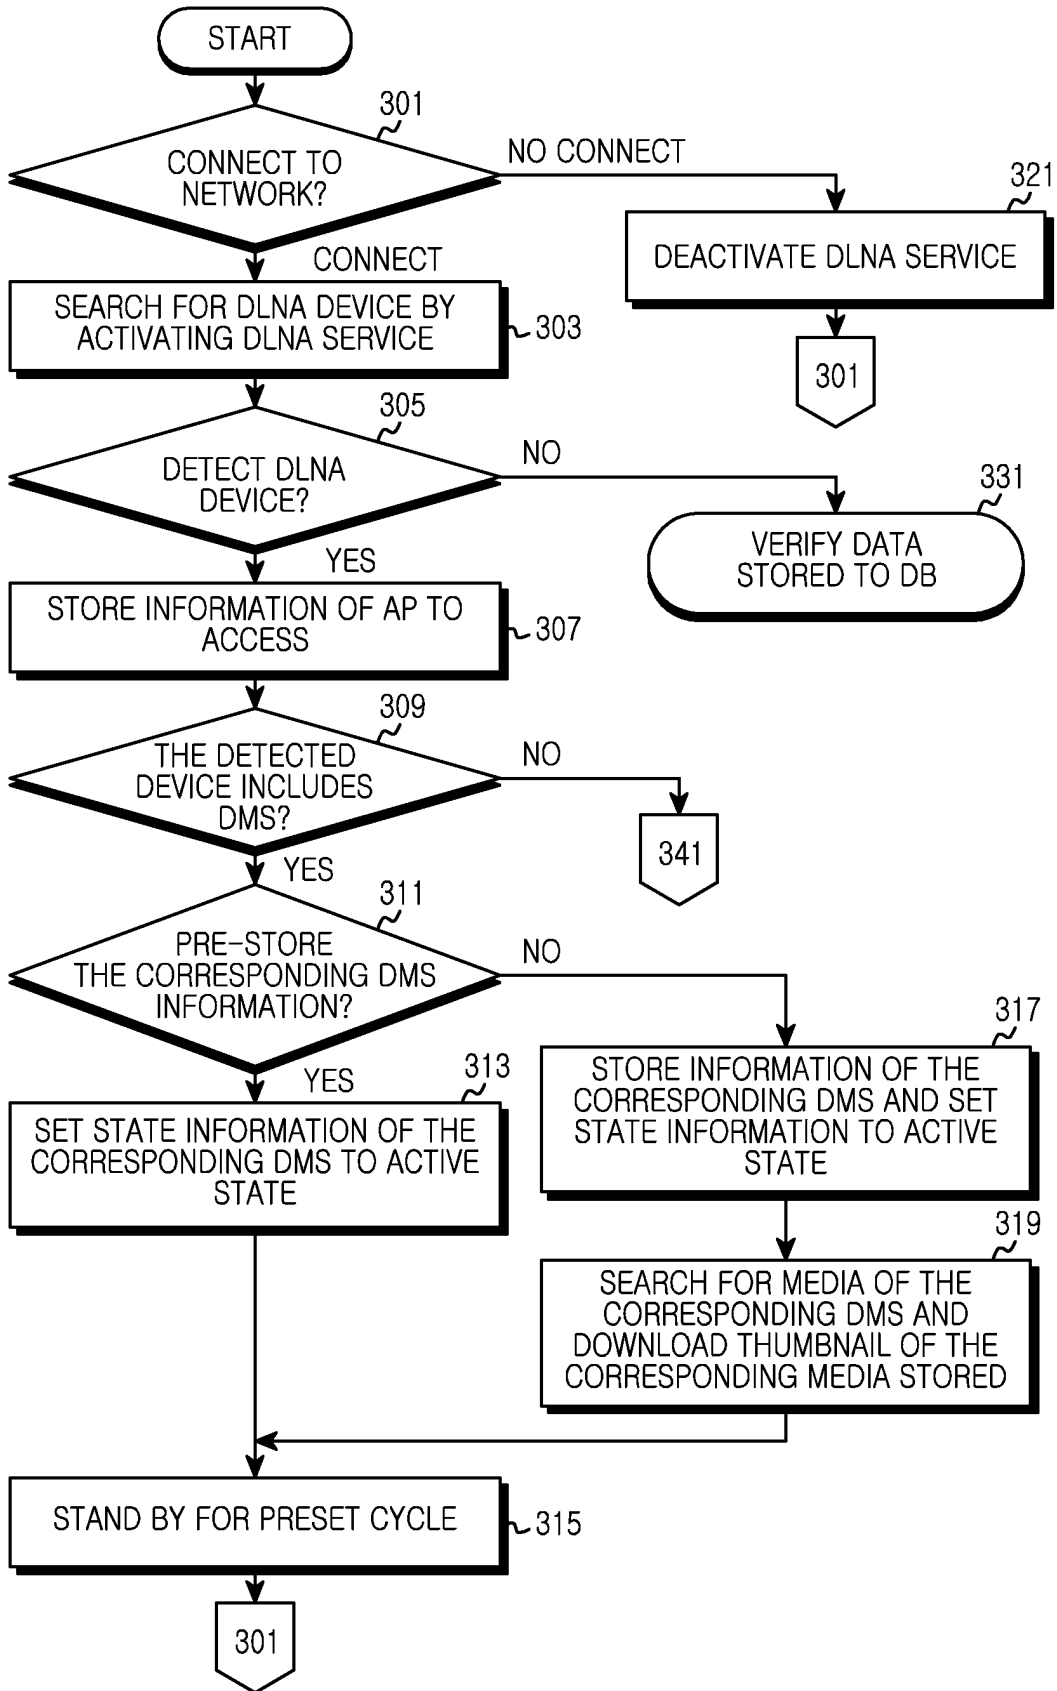 START
301
CONNECT TO
NETWORK?
NO CONNECT
321
DEACTIVATE DLNA SERVICE
301
CONNECT
SEARCH FOR DLNA DEVICE BY
ACTIVATING DLNA SERVICE
303
305
DETECT DLNA
DEVICE?
NO
331
VERIFY DATA
STORED TO DB
YES
STORE INFORMATION OF AP TO
ACCESS
307
309
THE DETECTED
DEVICE INCLUDES
DMS?
NO
341
YES
311
PRE-STORE
THE CORRESPONDING DMS
INFORMATION?
NO
317
STORE INFORMATION OF THE
CORRESPONDING DMS AND SET
STATE INFORMATION TO ACTIVE
STATE
YES
313
SET STATE INFORMATION OF THE
CORRESPONDING DMS TO ACTIVE
STATE
319
SEARCH FOR MEDIA OF THE
CORRESPONDING DMS AND
DOWNLOAD THUMBNAIL OF THE
CORRESPONDING MEDIA STORED
STAND BY FOR PRESET CYCLE
315
301